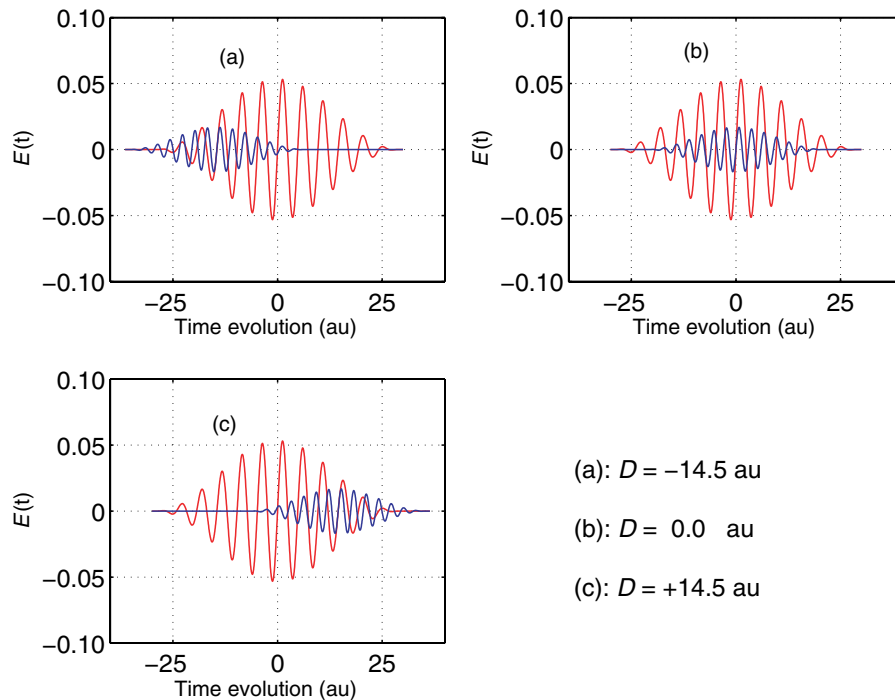 0.10
0.05
0
−0.05
−0.10
E(t)
(a)
−25
0
25
Time evolution (au)
0.10
0.05
0
−0.05
−0.10
E(t)
(b)
−25
0
25
Time evolution (au)
0.10
0.05
0
−0.05
−0.10
E(t)
(c)
−25
0
25
Time evolution (au)
(a): D = −14.5 au
(b): D = 0.0 au
(c): D = +14.5 au